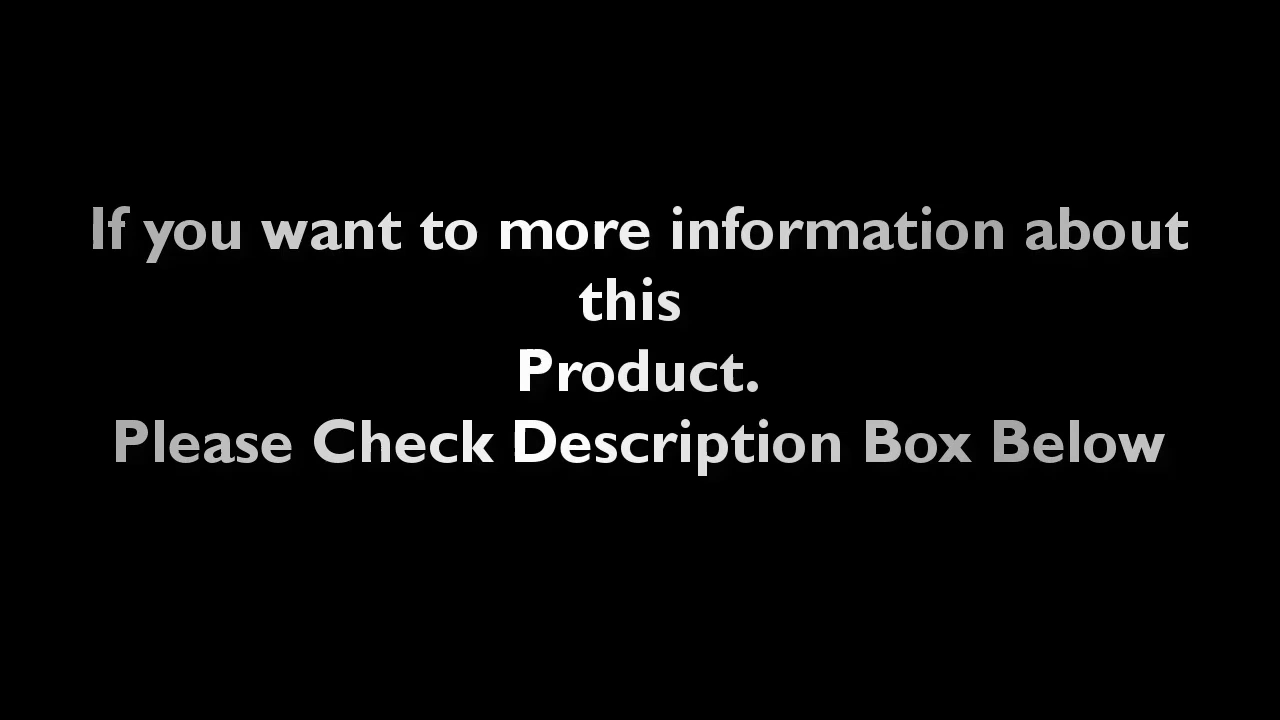 If you want to more information about
this
Product.
Please Check Description Box Below